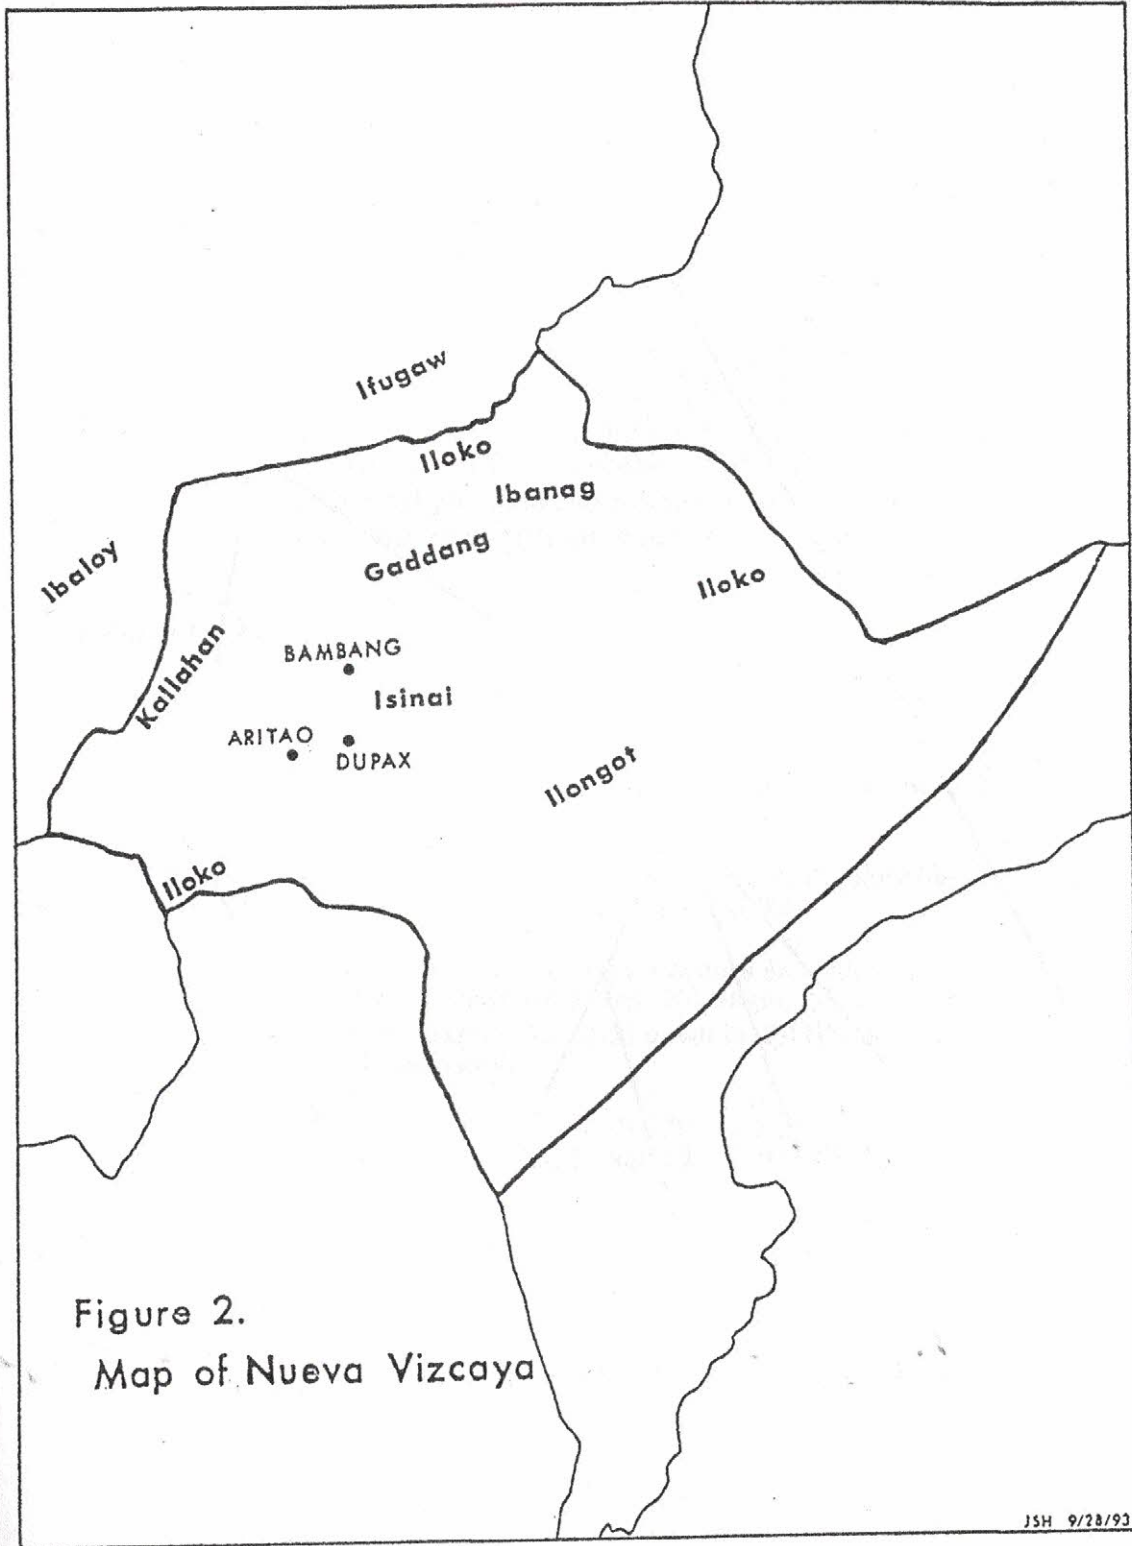 Ifugaw
Iloko
Ibanag
Gaddang
Ibaloy
Iloko
Kallahan
BAMBANG
Isinai
ARITAO
DUPAX
Ilongot
Iloko
Figure 2.
Map of Nueva Vizcaya
JSH 9/28/93